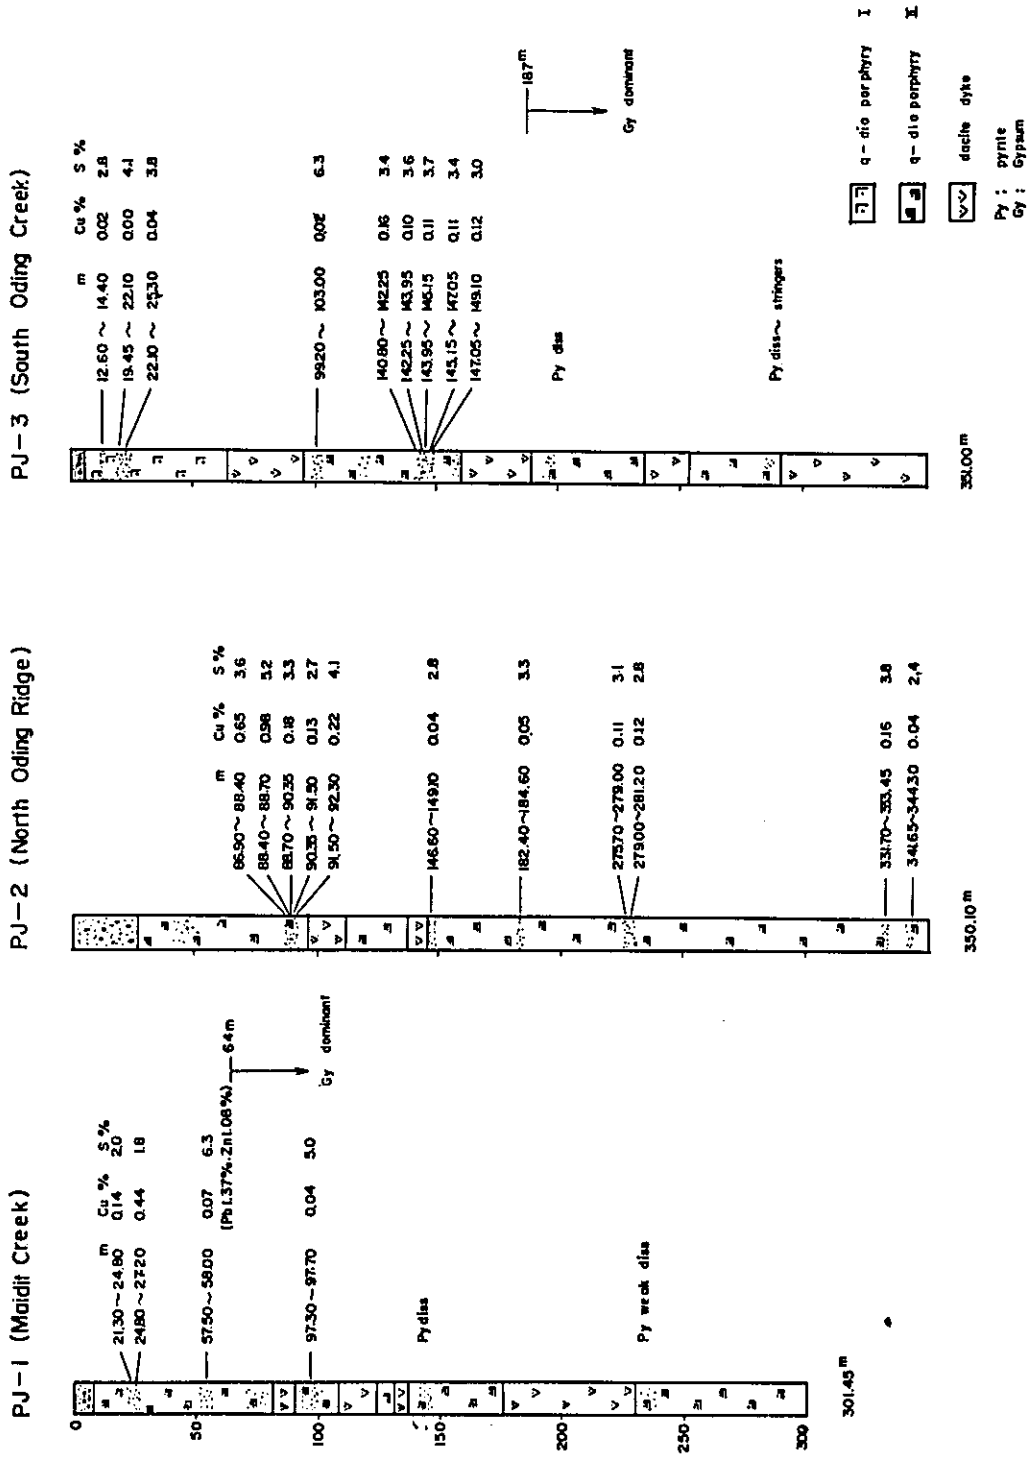 PJ-1 (Maidit Creek)
m Cu % S %
21.30 ~ 24.80 0.14 2.0
24.80 ~ 27.20 0.44 1.8
57.50 ~ 58.00 0.07 6.3
(Pb1.37%.Zn1.08%)
64m
97.30 ~ 97.70 0.04 5.0
Gy dominant
Py diss
Py weak diss
0
50
100
150
200
250
300
301.45 m
PJ-2 (North Oding Ridge)
m Cu % S %
86.90 ~ 88.40 0.65 3.6
88.40 ~ 88.70 0.98 5.2
88.70 ~ 90.35 0.18 3.3
90.35 ~ 91.50 0.13 2.7
91.50 ~ 92.30 0.22 4.1
146.60 ~ 149.10 0.04 2.8
182.40 ~ 184.60 0.05 3.3
275.70 ~ 279.00 0.11 3.1
279.00 ~ 281.20 0.12 2.8
331.70 ~ 333.45 0.16 3.8
341.65 ~ 344.30 0.04 2.4
50
100
150
200
250
300
350.10 m
PJ-3 (South Oding Creek)
m Cu % S %
12.60 ~ 14.40 0.02 2.8
19.45 ~ 22.10 0.00 4.1
22.10 ~ 25.30 0.04 3.8
99.20 ~ 103.00 0.02 6.3
140.80 ~ 142.25 0.16 3.4
142.25 ~ 143.95 0.10 3.6
143.95 ~ 145.15 0.11 3.7
145.15 ~ 147.05 0.11 3.4
147.05 ~ 149.10 0.12 3.0
187 m
Gy dominant
Py diss
Py diss ~ stringers
351.00 m
q-dio porphyry I
q-dio porphyry II
dacite dyke
Py : pyrite
Gy : Gypsum